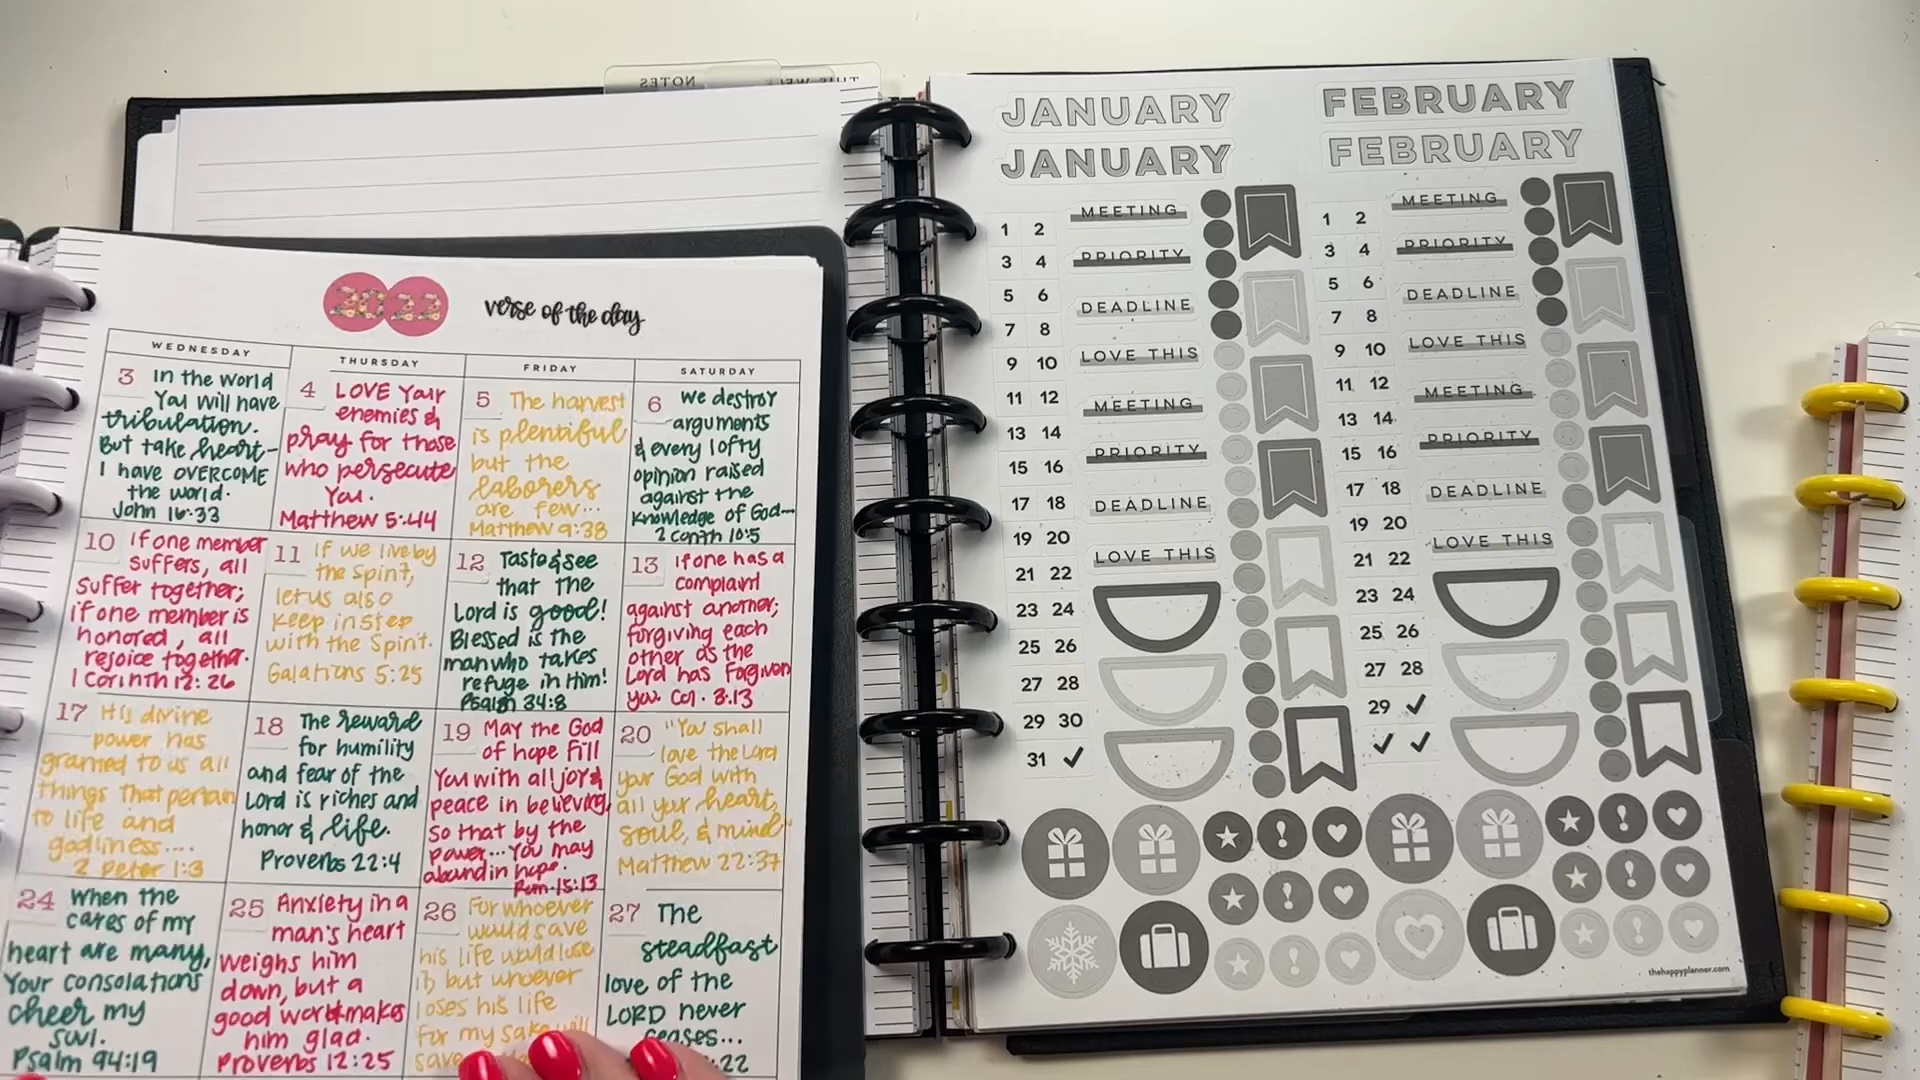 NOTES
THIS WEEK
2022 verse of the day
WEDNESDAY
THURSDAY
FRIDAY
SATURDAY
3 In the world
You will have
tribulation.
But take heart-
I have OVERCOME
the world.
John 16:33
4 LOVE Your
enemies &
pray for those
who persecute
You.
Matthew 5:44
5 The harvest
is plentiful
but the
laborers
are few...
Matthew 9:38
6 we destroy
arguments
& every lofty
opinion raised
against the
Knowledge of God—
2 Corinth 10:5
10 If one member
suffers, all
suffer together;
if one member is
honored, all
rejoice together.
1 Corinth 12:26
11 If we live by
the Spirit,
let us also
keep in step
with the Spirit.
Galations 5:25
12 Taste & see
that the
Lord is good!
Blessed is the
man who takes
refuge in Him!
Psalm 34:8
13 If one has a
complaint
against another;
forgiving each
other as the
Lord has forgiven
you Col. 3:13
17 His divine
power has
granted to us all
things that pertain
to life and
godliness....
2 Peter 1:3
18 The reward
for humility
and fear of the
Lord is riches and
honor & life.
Proverbs 22:4
19 May the God
of hope fill
You with all joy &
peace in believing,
so that by the
power... You may
abound in hope.
Rom. 15:13
20 "You shall
love the Lord
your God with
all your heart,
soul, & mind"
Matthew 22:37
24 When the
cares of my
heart are many,
Your consolations
cheer my
soul.
Psalm 94:19
25 Anxiety in a
man's heart
weighs him
down, but a
good word makes
him glad.
Proverbs 12:25
26 For whoever
would save
his life would lose
it, but whoever
loses his life
for my sake will
save
27 The
steadfast
love of the
LORD never
ceases...
:22
JANUARY
JANUARY
1 2
3 4
5 6
7 8
9 10
11 12
13 14
15 16
17 18
19 20
21 22
23 24
25 26
27 28
29 30
31
MEETING
PRIORITY
DEADLINE
LOVE THIS
MEETING
PRIORITY
DEADLINE
LOVE THIS
FEBRUARY
FEBRUARY
1 2
3 4
5 6
7 8
9 10
11 12
13 14
15 16
17 18
19 20
21 22
23 24
25 26
27 28
29
MEETING
PRIORITY
DEADLINE
LOVE THIS
MEETING
PRIORITY
DEADLINE
LOVE THIS
thehappyplanner.com